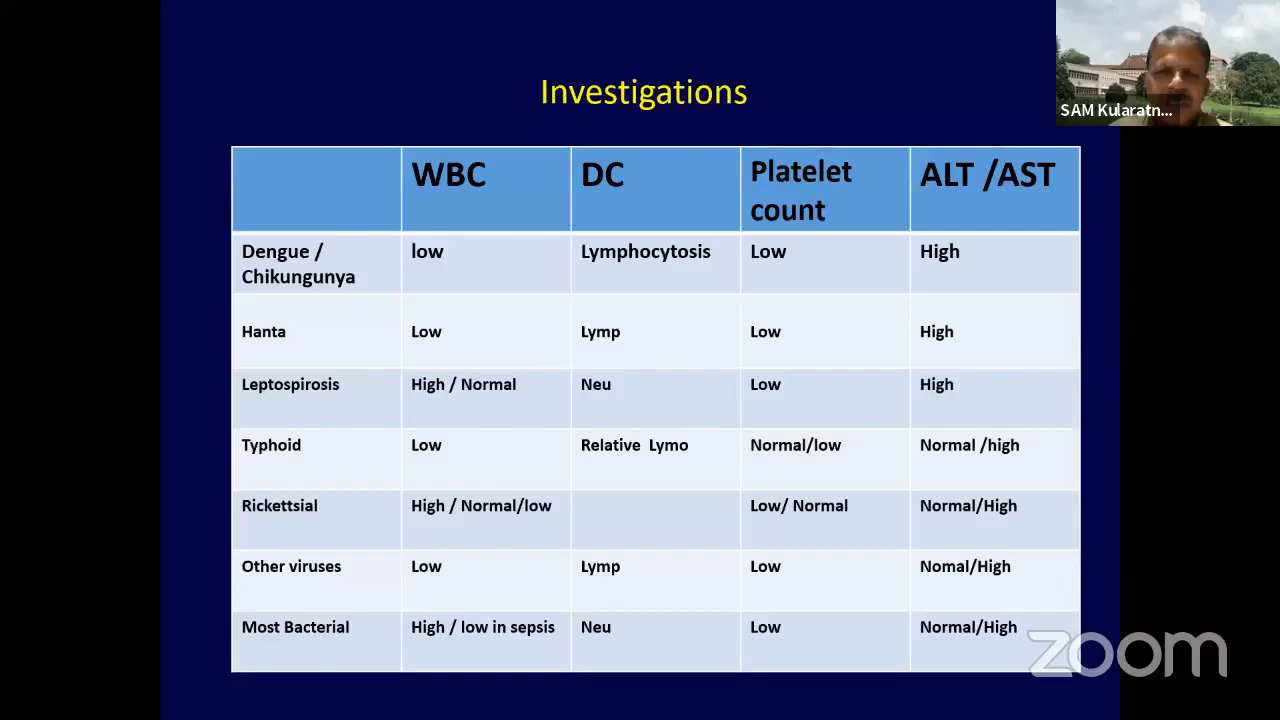 SAM Kularatn...
Investigations
WBC DC Platelet count ALT /AST
Dengue / Chikungunya low Lymphocytosis Low High
Hanta Low Lymp Low High
Leptospirosis High / Normal Neu Low High
Typhoid Low Relative Lymo Normal/low Normal /high
Rickettsial High / Normal/low Low/ Normal Normal/High
Other viruses Low Lymp Low Nomal/High
Most Bacterial High / low in sepsis Neu Low Normal/High
zoom